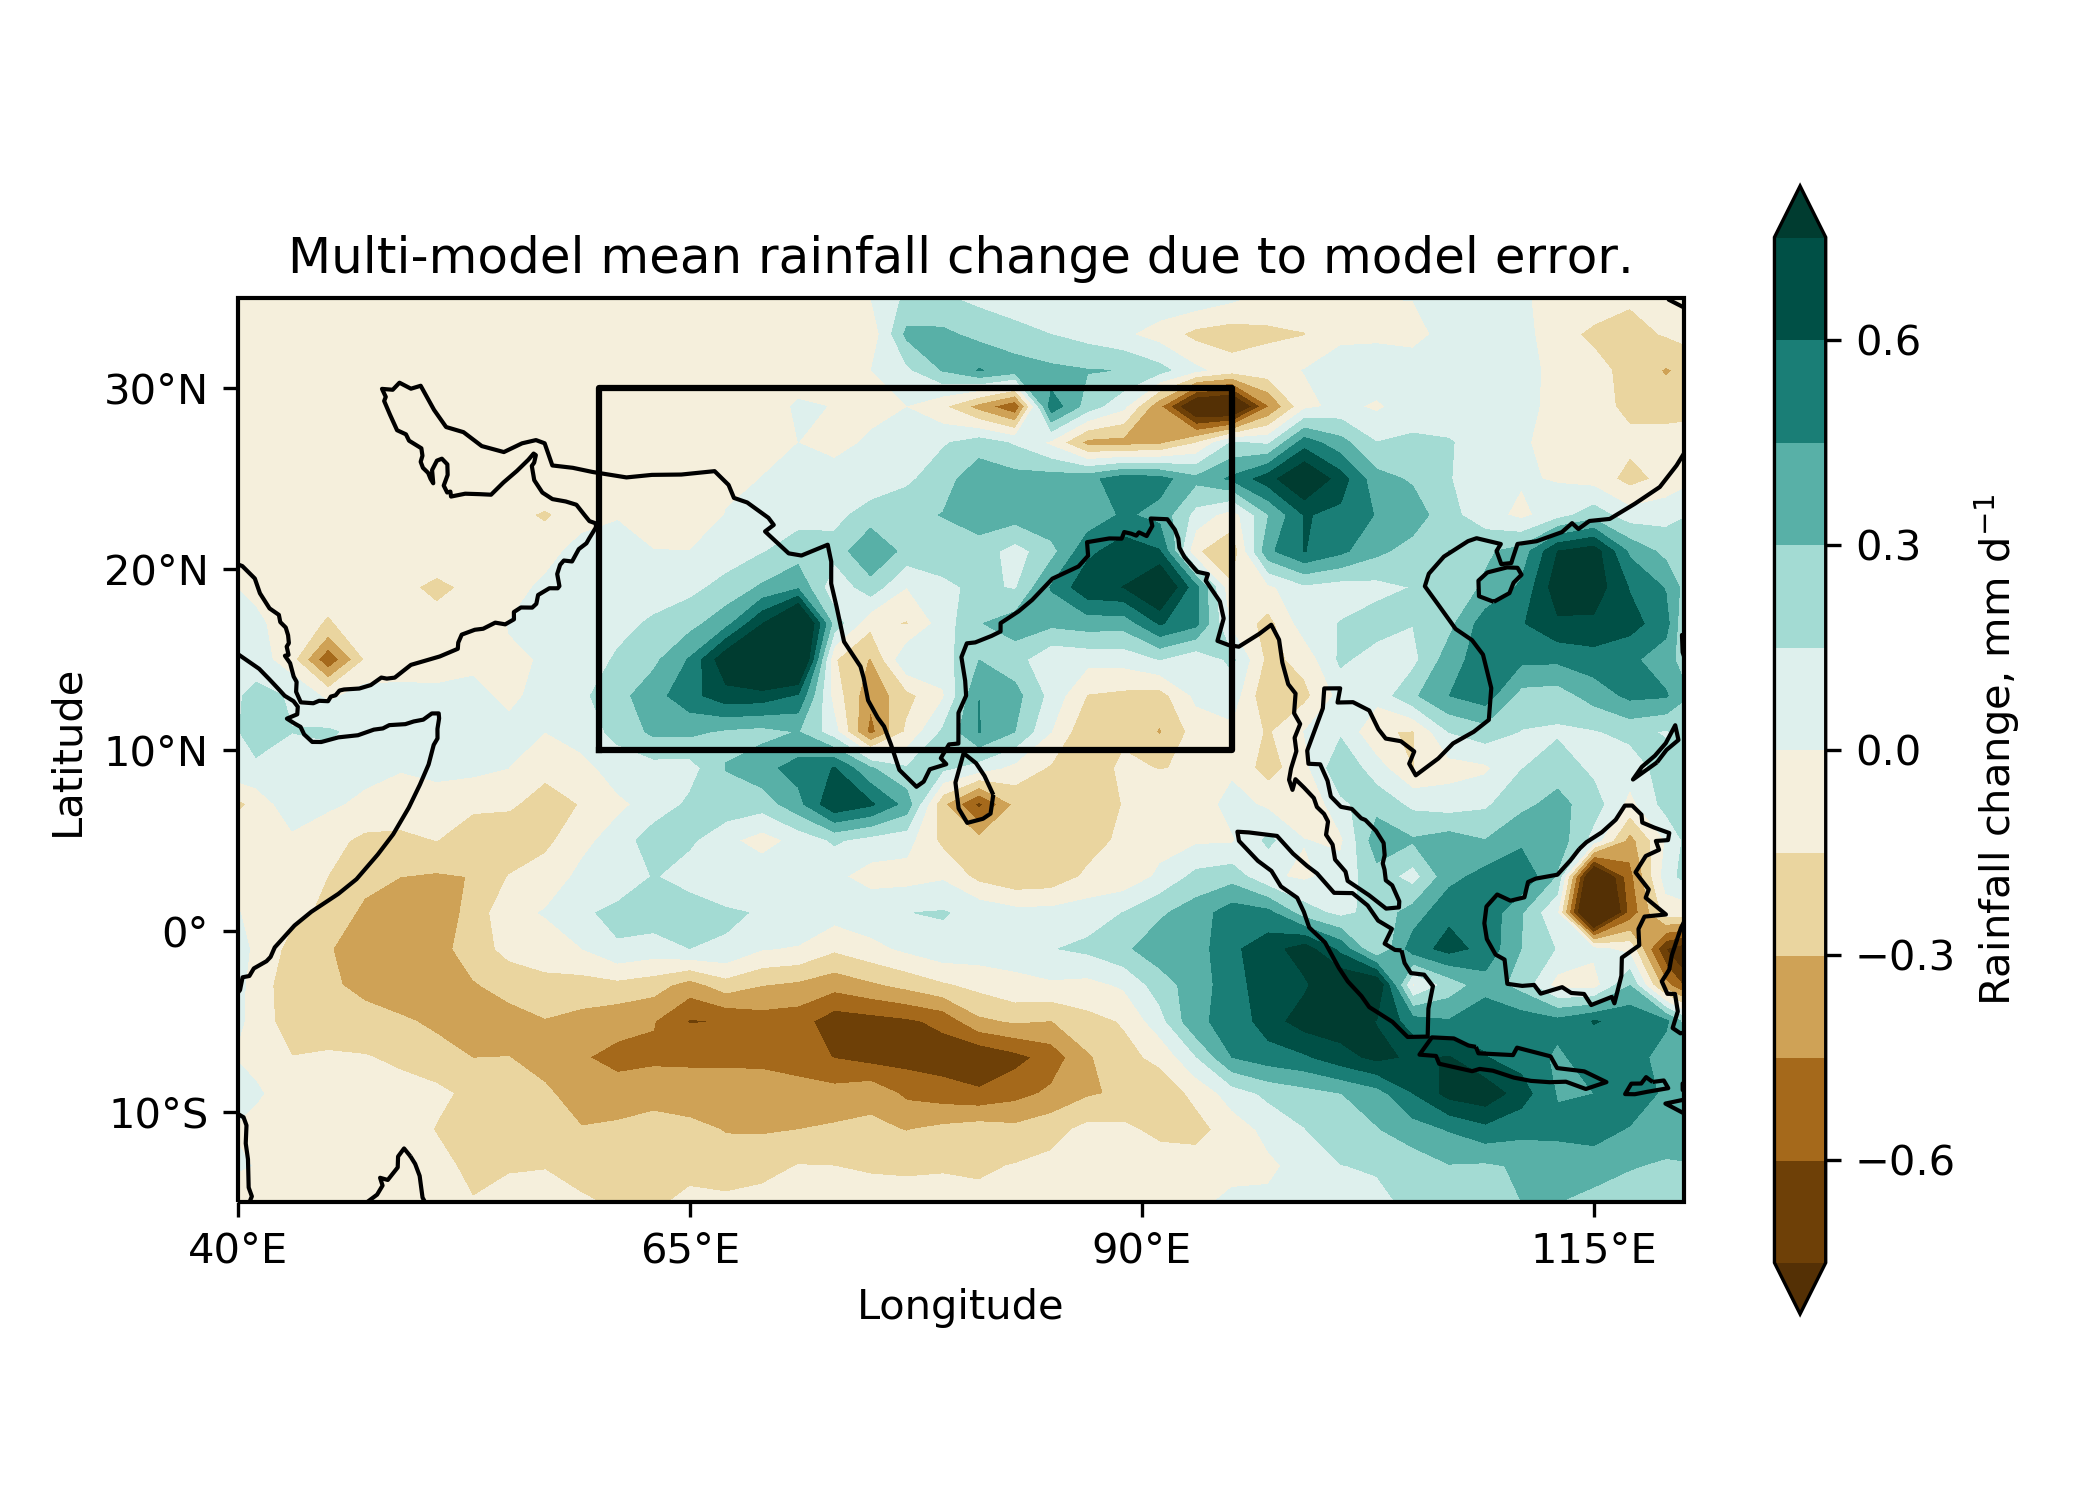 Multi-model mean rainfall change due to model error.
30°N
20°N
10°N
0°
10°S
Latitude
40°E
65°E
90°E
115°E
Longitude
0.6
0.3
0.0
−0.3
−0.6
Rainfall change, mm d⁻¹